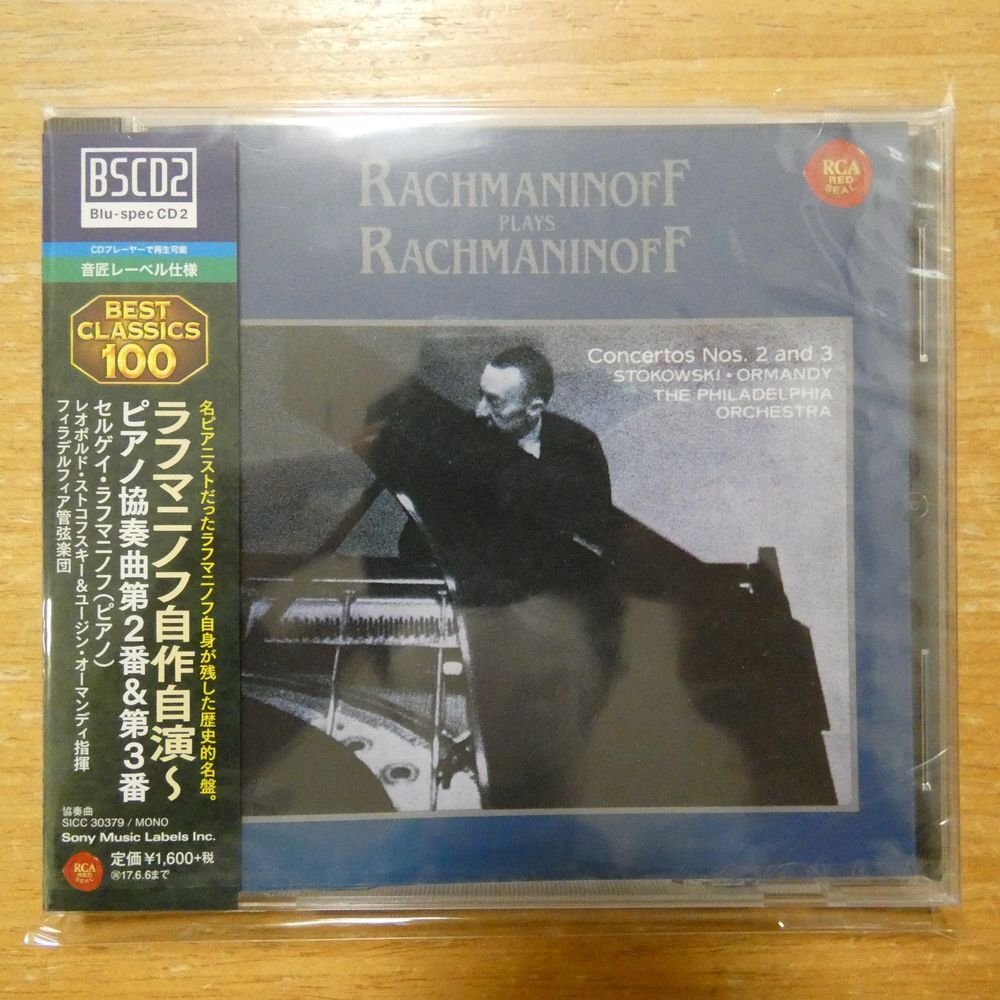 BSCD2
Blu-spec CD2
CDプレーヤーで再生可能
音匠レーベル仕様
BEST
CLASSICS
100
名ピアニストだったラフマニノフ自身が残した歴史的名盤。
ラフマニノフ自作自演～
ピアノ協奏曲第2番&第3番
セルゲイ・ラフマニノフ(ピアノ)
レオポルド・ストコフスキー&ユージン・オーマンディ指揮
フィラデルフィア管弦楽団
協奏曲
SICC 30379 / MONO
Sony Music Labels Inc.
RCA
RED
SEAL
定価¥1,600+税
17.6.6まで
RACHMANINOFF
PLAYS
RACHMANINOFF
RCA
RED
SEAL
Concertos Nos. 2 and 3
STOKOWSKI • ORMANDY
THE PHILADELPHIA
ORCHESTRA